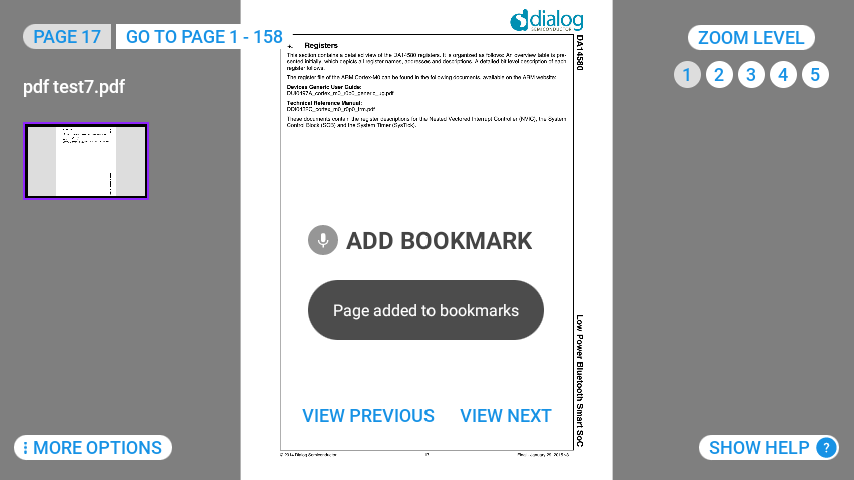 PAGE 17
GO TO PAGE 1 - 158
pdf test7.pdf
ZOOM LEVEL
1 2 3 4 5
dialog
SEMICONDUCTOR
DA14580
Registers
This section contains a detailed view of the DA14580 registers. It is organised as follows: An overview table is pre-
sented initially, which depicts all register names, addresses and descriptions. A detailed bit level description of each
register follows.
The register file of the ARM Cortex-M0 can be found in the following documents, available on the ARM website:
Devices Generic User Guide:
DUI0497A_cortex_m0_r0p0_generic_ug.pdf
Technical Reference Manual:
DDI0432C_cortex_m0_r0p0_trm.pdf
These documents contain the register descriptions for the Nested Vectored Interrupt Controller (NVIC), the System
Control Block (SCB) and the System Timer (SysTick).
ADD BOOKMARK
Page added to bookmarks
Low Power Bluetooth Smart SoC
VIEW PREVIOUS
VIEW NEXT
MORE OPTIONS
SHOW HELP ?
© 2014 Dialog Semiconductor
17